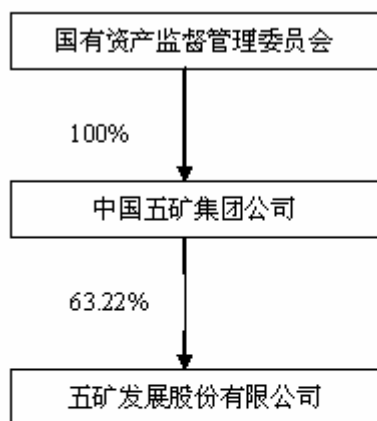 国有资产监督管理委员会
100%
中国五矿集团公司
63.22%
五矿发展股份有限公司